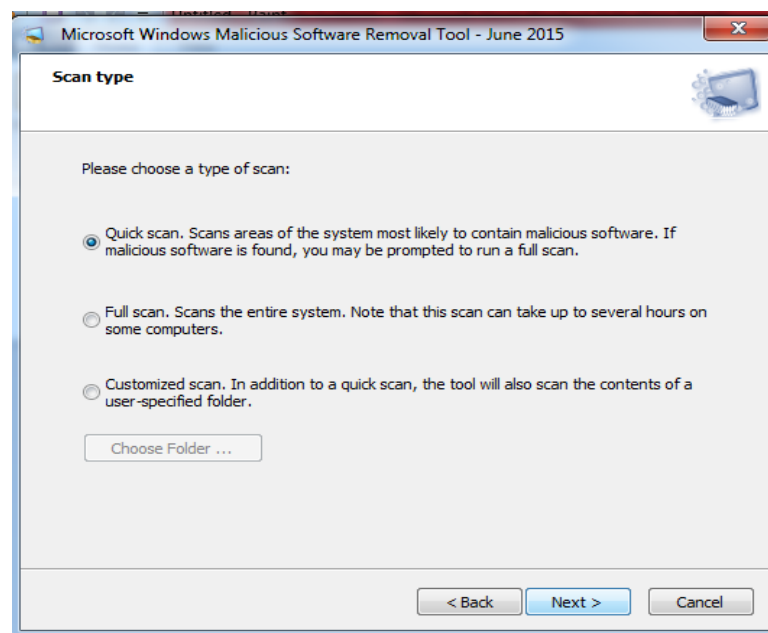 Microsoft Windows Malicious Software Removal Tool - June 2015
Scan type
Please choose a type of scan:
Quick scan. Scans areas of the system most likely to contain malicious software. If
malicious software is found, you may be prompted to run a full scan.
Full scan. Scans the entire system. Note that this scan can take up to several hours on
some computers.
Customized scan. In addition to a quick scan, the tool will also scan the contents of a
user-specified folder.
Choose Folder ...
< Back Next > Cancel